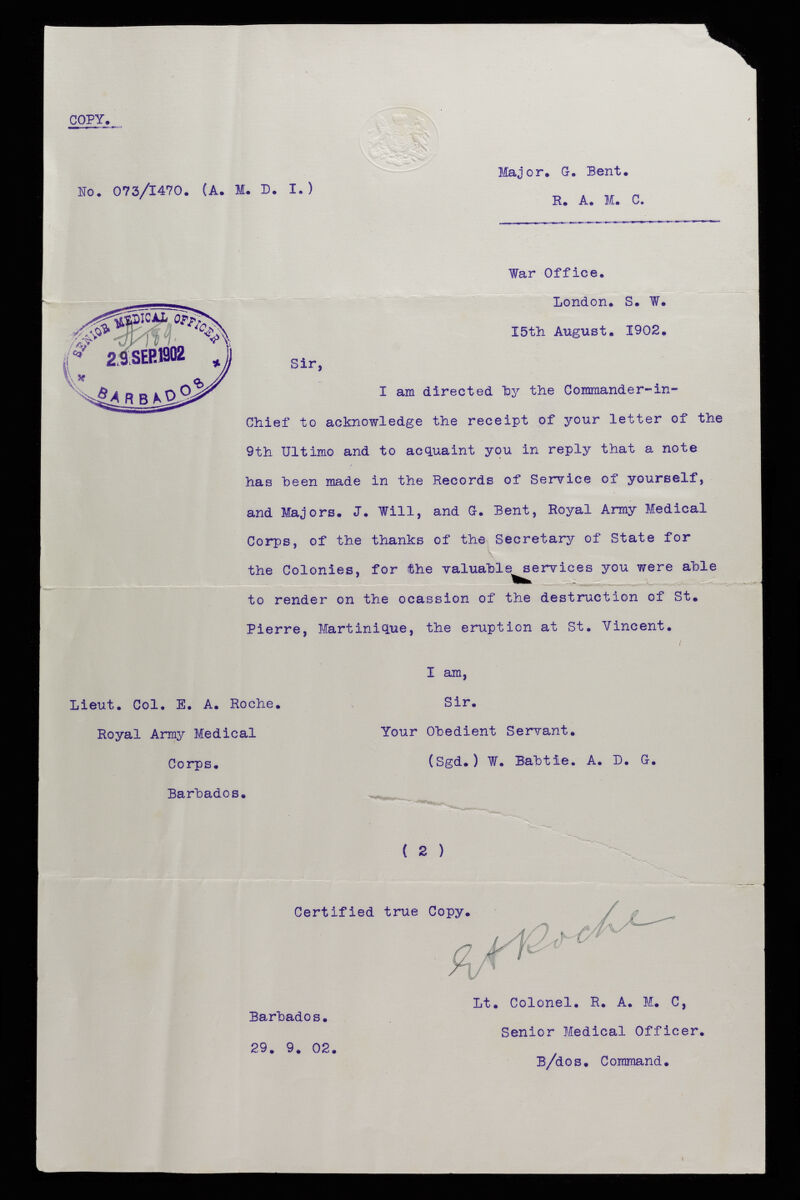 COPY.
No. 073/I470. (A. M. D. I.)
Major. G. Bent.
R. A. M. C.
War Office.
London. S. W.
I5th August. I902.
SENIOR MEDICAL OFFICER
29 SEP. 1902
BARBADOS
Sir,
I am directed by the Commander-in-
Chief to acknowledge the receipt of your letter of the
9th Ultimo and to acquaint you in reply that a note
has been made in the Records of Service of yourself,
and Majors. J. Will, and G. Bent, Royal Army Medical
Corps, of the thanks of the Secretary of State for
the Colonies, for the valuable services you were able
to render on the ocassion of the destruction of St.
Pierre, Martinique, the eruption at St. Vincent.
I am,
Sir.
Your Obedient Servant.
(Sgd.) W. Babtie. A. D. G.
Lieut. Col. E. A. Roche.
Royal Army Medical
Corps.
Barbados.
( 2 )
Certified true Copy.
EARoche
Lt. Colonel. R. A. M. C,
Senior Medical Officer.
B/dos. Command.
Barbados.
29. 9. 02.